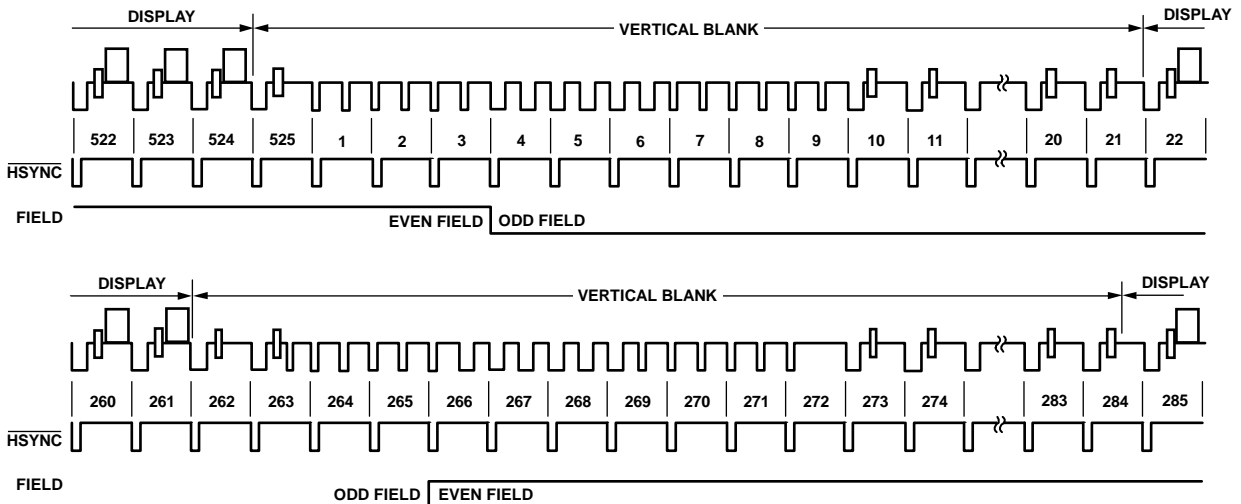 DISPLAY VERTICAL BLANK DISPLAY
522 523 524 525 1 2 3 4 5 6 7 8 9 10 11 20 21 22
HSYNC
FIELD EVEN FIELD ODD FIELD
DISPLAY VERTICAL BLANK DISPLAY
260 261 262 263 264 265 266 267 268 269 270 271 272 273 274 283 284 285
HSYNC
FIELD ODD FIELD EVEN FIELD